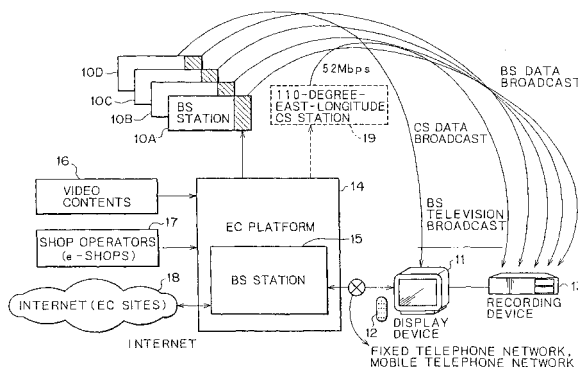 10D
10C
10B
BS
STATION
10A
52Mbps
110-DEGREE-
EAST-LONGITUDE
CS STATION
19
BS DATA
BROADCAST
CS DATA
BROADCAST
BS
TELEVISION
BROADCAST
16
VIDEO
CONTENTS
17
SHOP OPERATORS
(e-SHOPS)
18
INTERNET (EC SITES)
INTERNET
14
EC PLATFORM
15
BS STATION
11
12
DISPLAY
DEVICE
13
RECORDING
DEVICE
FIXED TELEPHONE NETWORK,
MOBILE TELEPHONE NETWORK